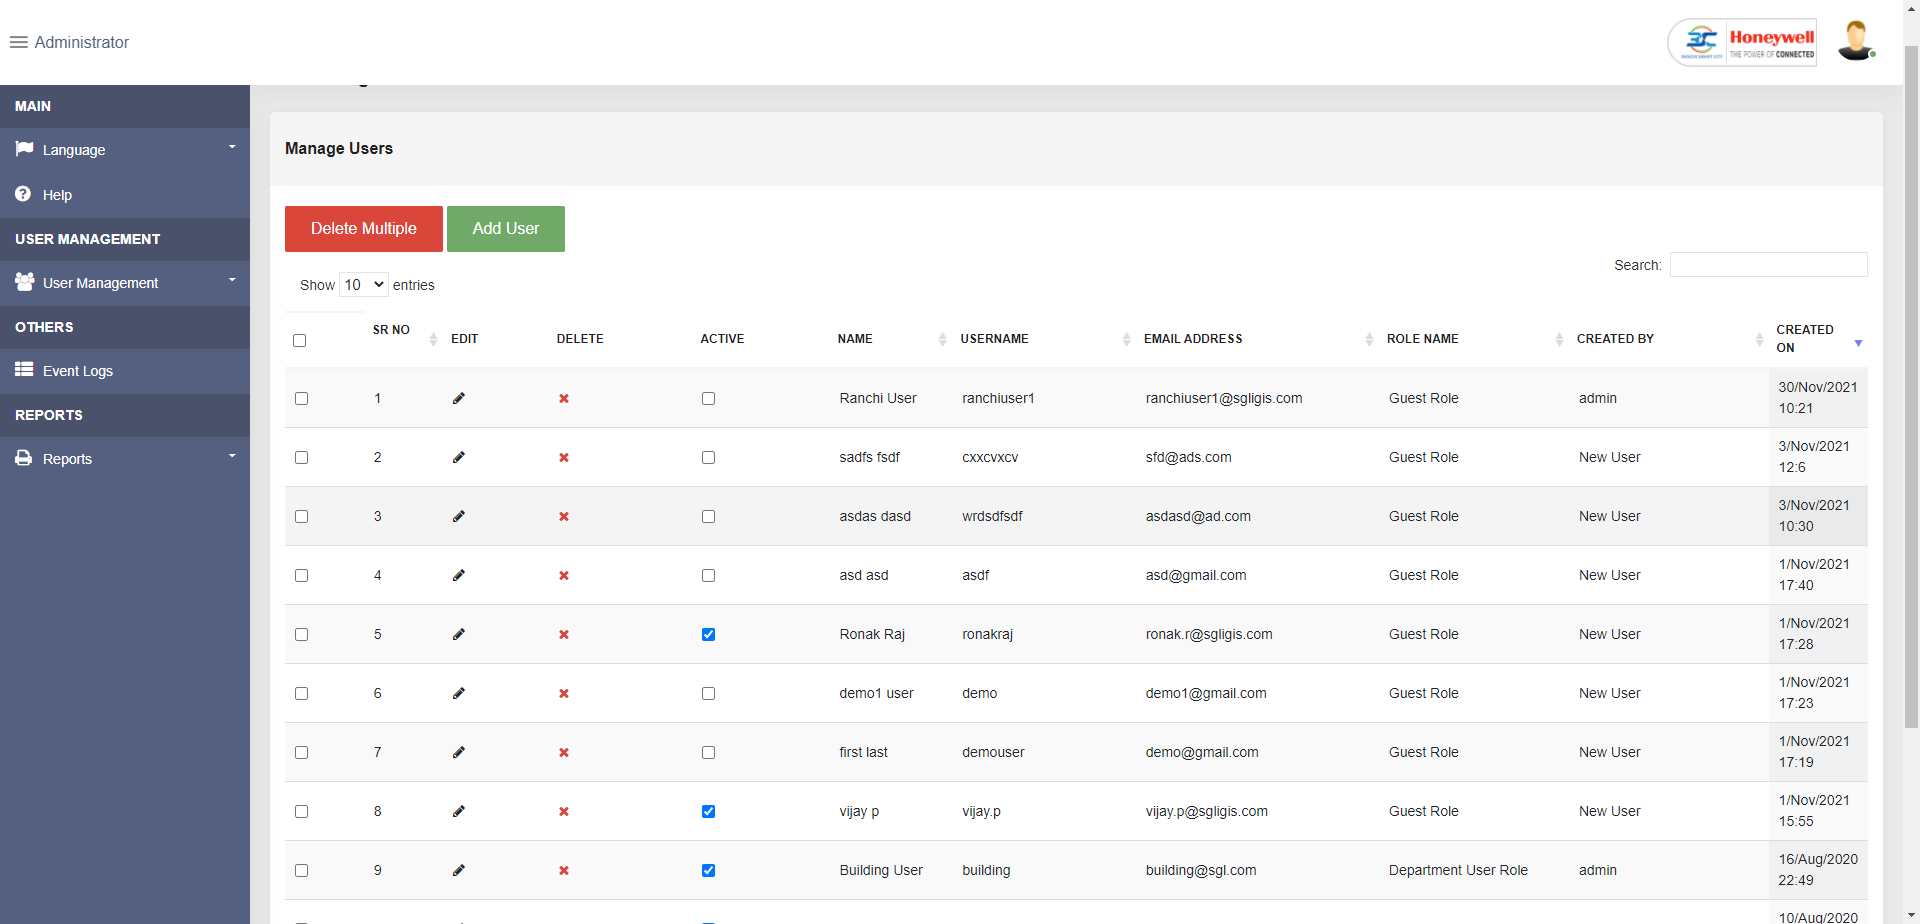 Administrator
Honeywell
THE POWER OF CONNECTED
MAIN
Language
Help
USER MANAGEMENT
User Management
OTHERS
Event Logs
REPORTS
Reports
Manage Users
Delete Multiple
Add User
Search:
Show 10 entries
SR NO EDIT DELETE ACTIVE NAME USERNAME EMAIL ADDRESS ROLE NAME CREATED BY CREATED
ON
1 Ranchi User ranchiuser1 ranchiuser1@sgligis.com Guest Role admin 30/Nov/2021
10:21
2 sadfs fsdf cxxcvxcv sfd@ads.com Guest Role New User 3/Nov/2021
12:6
3 asdas dasd wrdsdfsdf asdasd@ad.com Guest Role New User 3/Nov/2021
10:30
4 asd asd asdf asd@gmail.com Guest Role New User 1/Nov/2021
17:40
5 Ronak Raj ronakraj ronak.r@sgligis.com Guest Role New User 1/Nov/2021
17:28
6 demo1 user demo demo1@gmail.com Guest Role New User 1/Nov/2021
17:23
7 first last demouser demo@gmail.com Guest Role New User 1/Nov/2021
17:19
8 vijay p vijay.p vijay.p@sgligis.com Guest Role New User 1/Nov/2021
15:55
9 Building User building building@sgl.com Department User Role admin 16/Aug/2020
22:49
10/Aug/2020